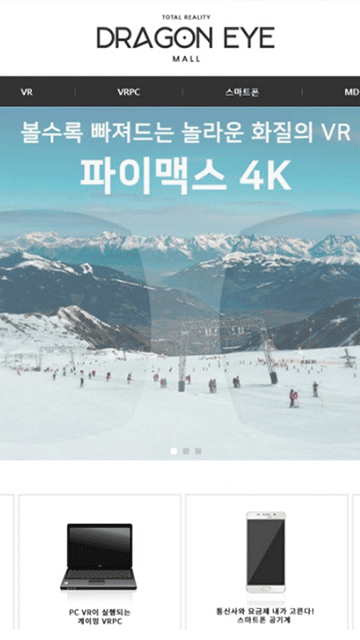 TOTAL REALITY
DRAGON EYE
MALL
VR
VRPC
스마트폰
MD
볼수록 빠져드는 놀라운 화질의 VR
파이맥스 4K
PC VR이 실행되는
게이밍 VRPC
통신사와 요금제 내가 고른다!
스마트폰 공기계